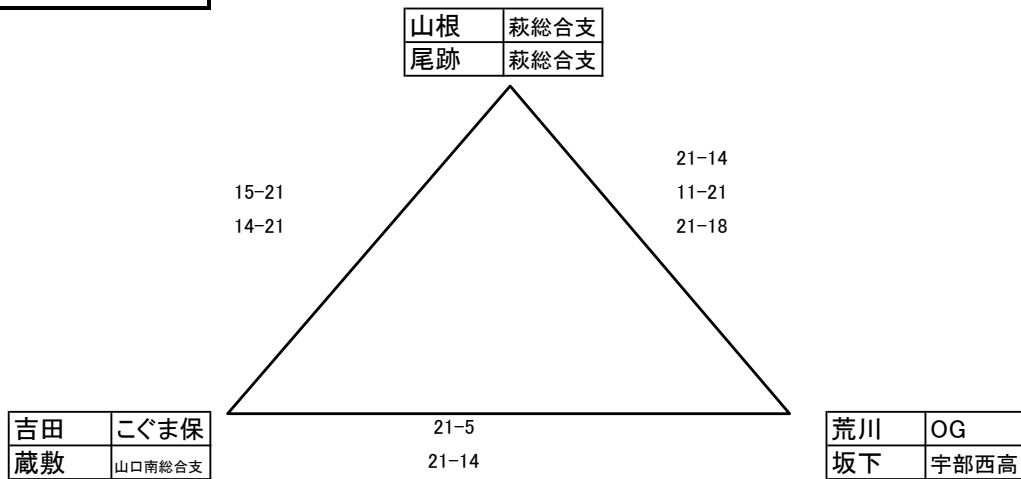 山根 萩総合支
尾跡 萩総合支
21-14
15-21
11-21
14-21
21-18
吉田 こぐま保
蔵敷 山口南総合支
21-5
21-14
荒川 OG
坂下 宇部西高